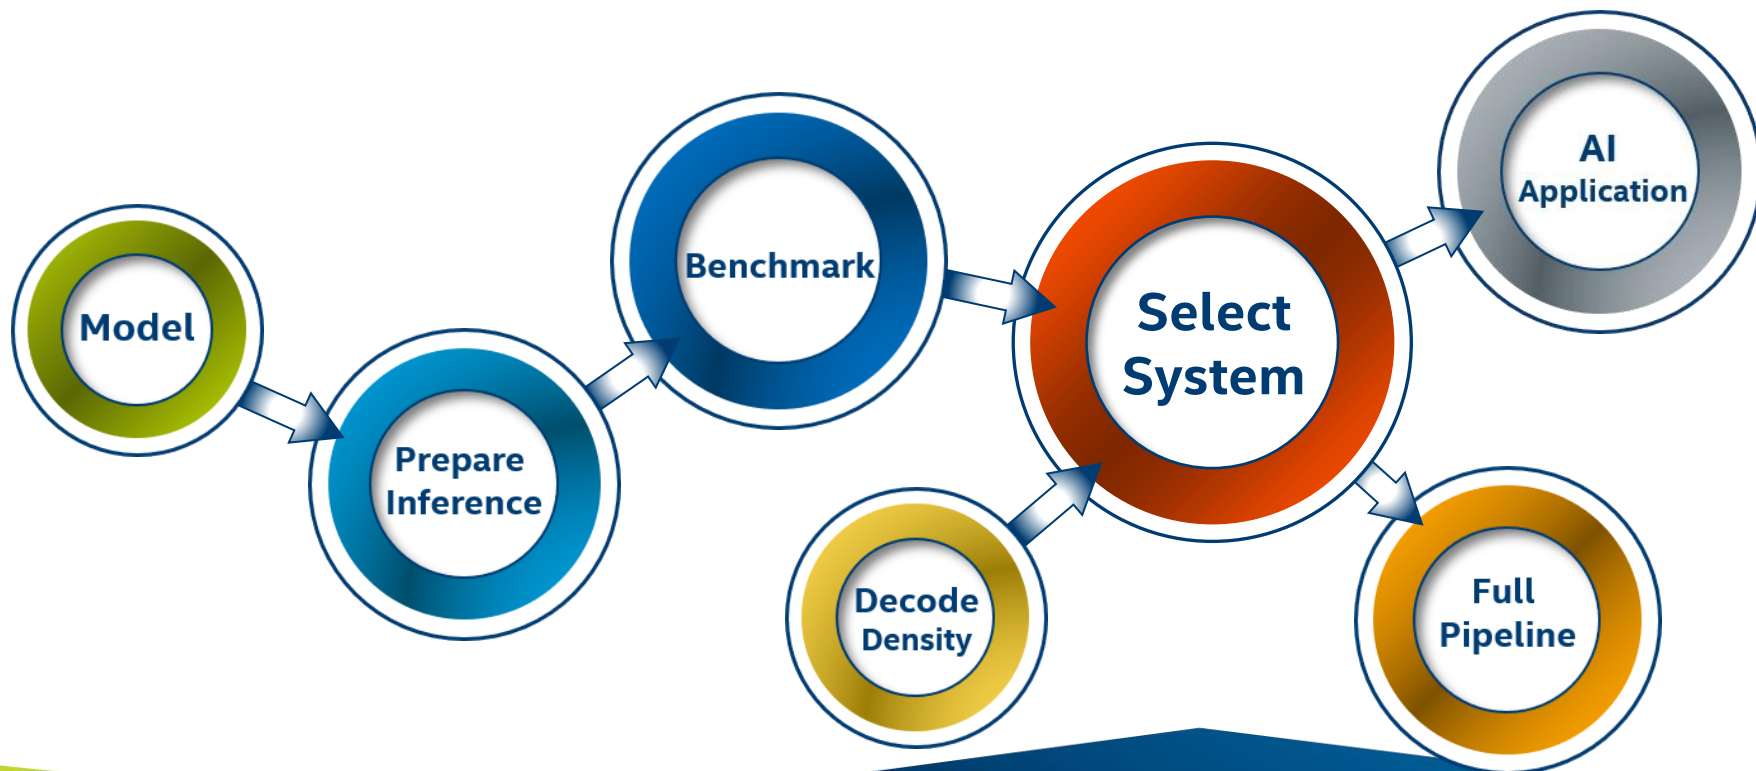 Model
Prepare
Inference
Benchmark
Decode
Density
Select
System
AI
Application
Full
Pipeline